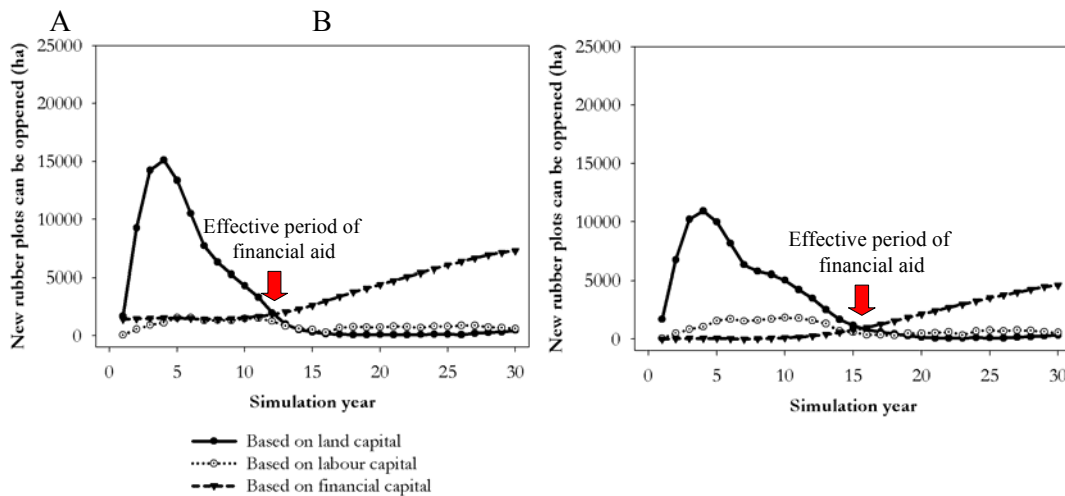 A
B
New rubber plots can be oppened (ha)
25000
20000
15000
10000
5000
0
Effective period of
financial aid
0 5 10 15 20 25 30
Simulation year
New rubber plots can be oppened (ha)
25000
20000
15000
10000
5000
0
Effective period of
financial aid
0 5 10 15 20 25 30
Simulation year
Based on land capital
Based on labour capital
Based on financial capital